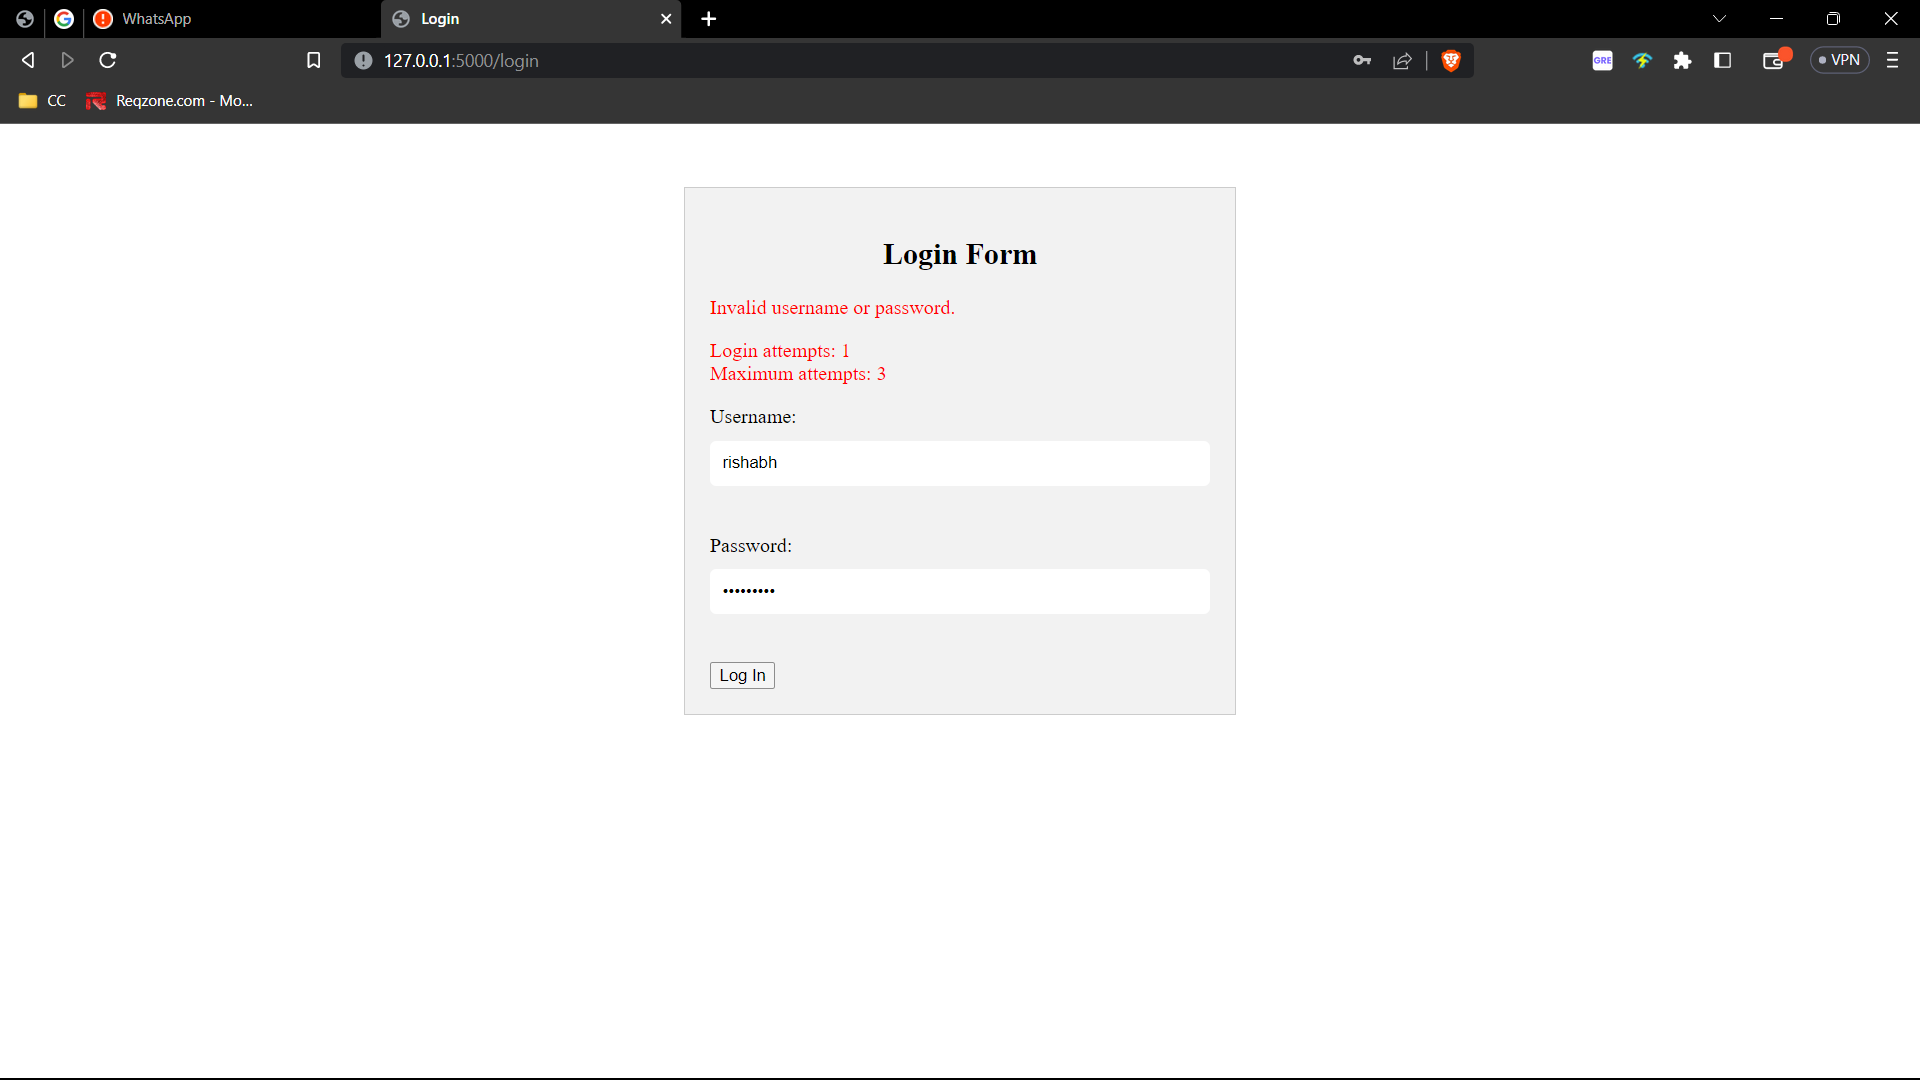 WhatsApp
Login
127.0.0.1:5000/login
GRE
VPN
CC
Reqzone.com - Mo...
Login Form
Invalid username or password.
Login attempts: 1
Maximum attempts: 3
Username:
rishabh
Password:
•••••••••
Log In